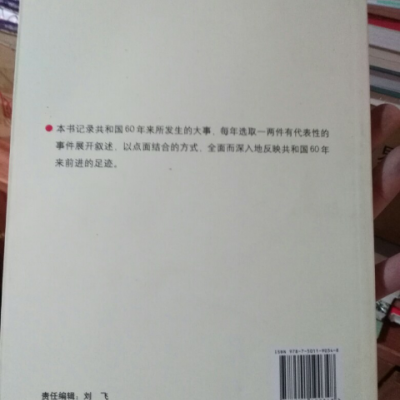 ● 本书记录共和国60年来所发生的大事，每年选取一两件有代表性的
事件展开叙述，以点面结合的方式，全面而深入地反映共和国60年
来前进的足迹。
责任编辑：刘 飞